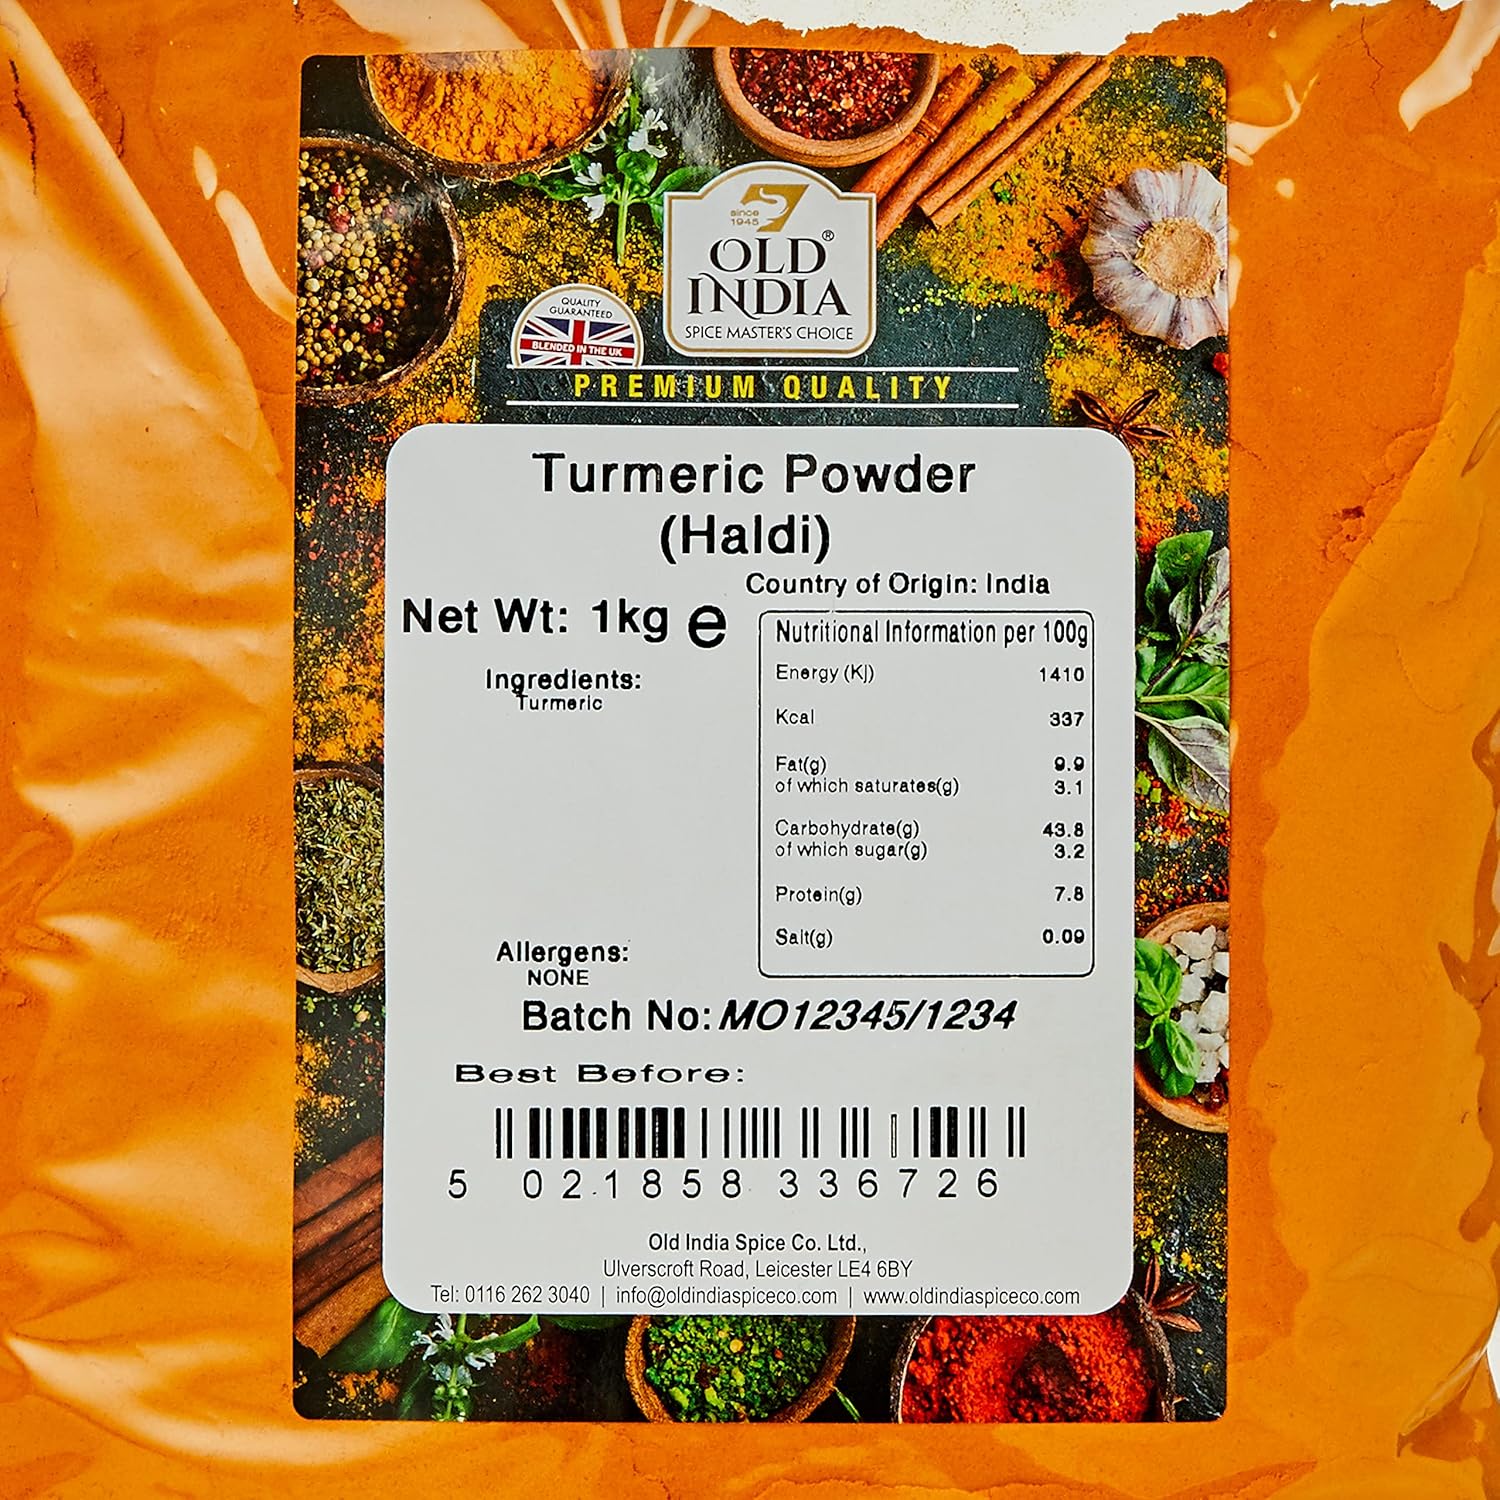 since
1945
OLD®
INDIA
SPICE MASTER'S CHOICE
QUALITY
GUARANTEED
BLENDED IN THE UK
PREMIUM QUALITY
Turmeric Powder
(Haldi)
Country of Origin: India
Net Wt: 1kg e
Ingredients:
Turmeric
Nutritional Information per 100g
Energy (KJ) 1410
Kcal 337
Fat(g) 9.9
of which saturates(g) 3.1
Carbohydrate(g) 43.8
of which sugar(g) 3.2
Protein(g) 7.8
Salt(g) 0.09
Allergens:
NONE
Batch No: MO12345/1234
Best Before:
5 021858 336726
Old India Spice Co. Ltd.,
Ulverscroft Road, Leicester LE4 6BY
Tel: 0116 262 3040 | info@oldindiaspiceco.com | www.oldindiaspiceco.com